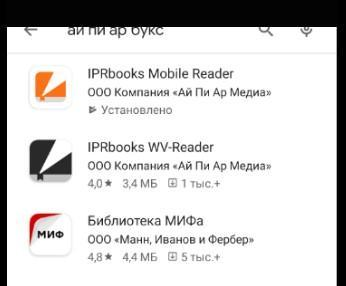 ай пи ар букс
IPRbooks Mobile Reader
ООО Компания «Ай Пи Ар Медиа»
Установлено
IPRbooks WV-Reader
ООО Компания «Ай Пи Ар Медиа»
4,0★ 3,4 МБ 1 тыс.+
миф
Библиотека МИФа
ООО «Манн, Иванов и Фербер»
4,8★ 4,4 МБ 5 тыс.+